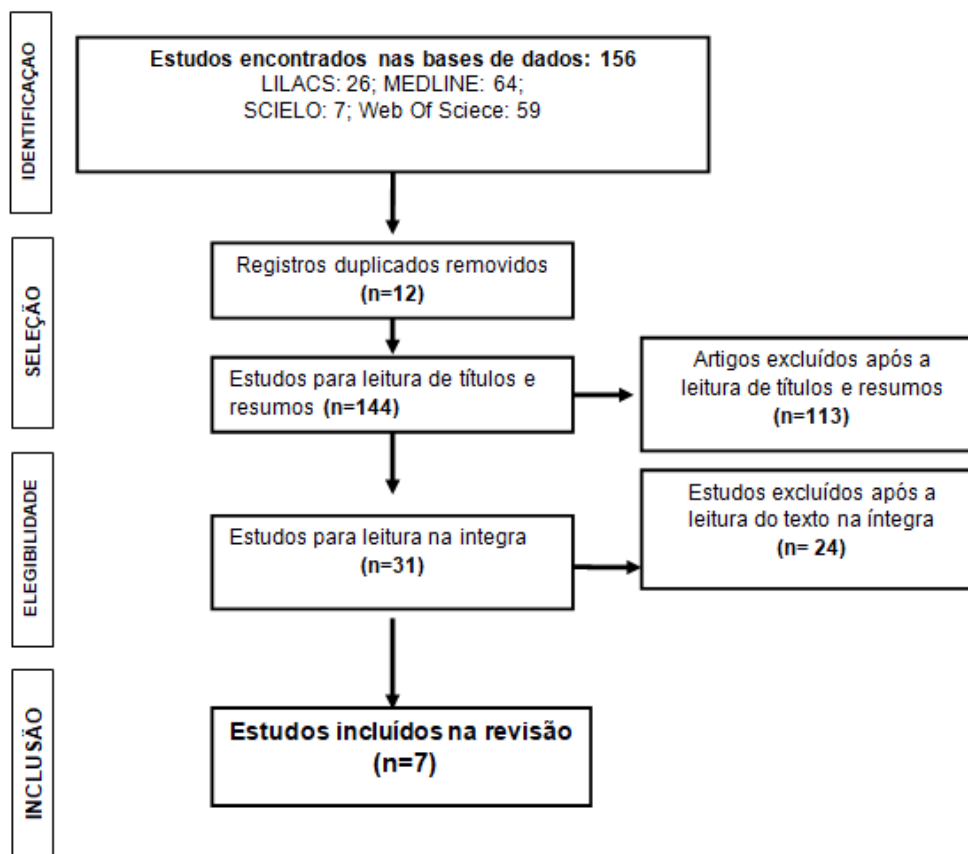 IDENTIFICAÇAO
Estudos encontrados nas bases de dados: 156
LILACS: 26; MEDLINE: 64;
SCIELO: 7; Web Of Sciece: 59
SELEÇÃO
Registros duplicados removidos
(n=12)
Estudos para leitura de títulos e
resumos (n=144)
Artigos excluídos após a
leitura de títulos e resumos
(n=113)
ELEGIBILIDADE
Estudos para leitura na integra
(n=31)
Estudos excluídos após a
leitura do texto na íntegra
(n= 24)
INCLUSÃO
Estudos incluídos na revisão
(n=7)